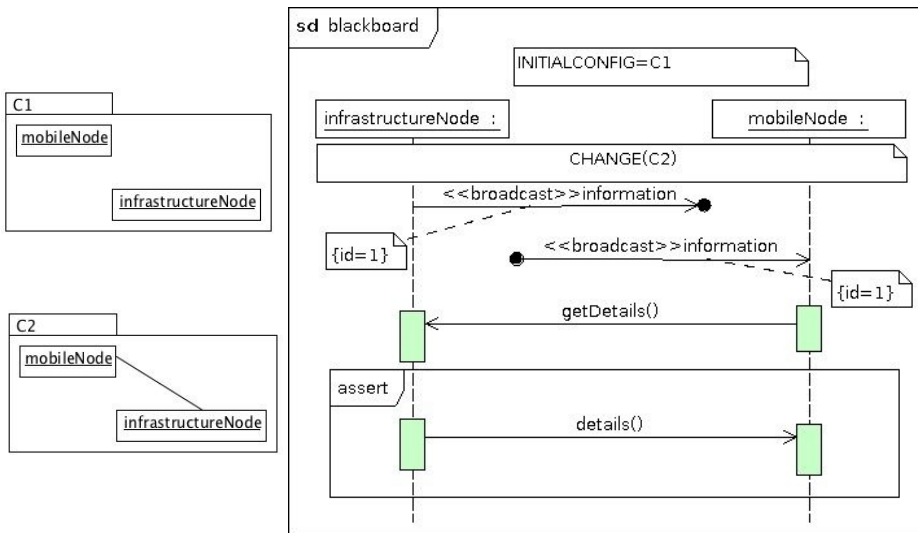 C1
mobileNode
infrastructureNode
C2
mobileNode
infrastructureNode
sd blackboard
INITIALCONFIG=C1
infrastructureNode :
mobileNode :
CHANGE(C2)
<<broadcast>>information
{id=1}
<<broadcast>>information
{id=1}
getDetails()
assert
details()